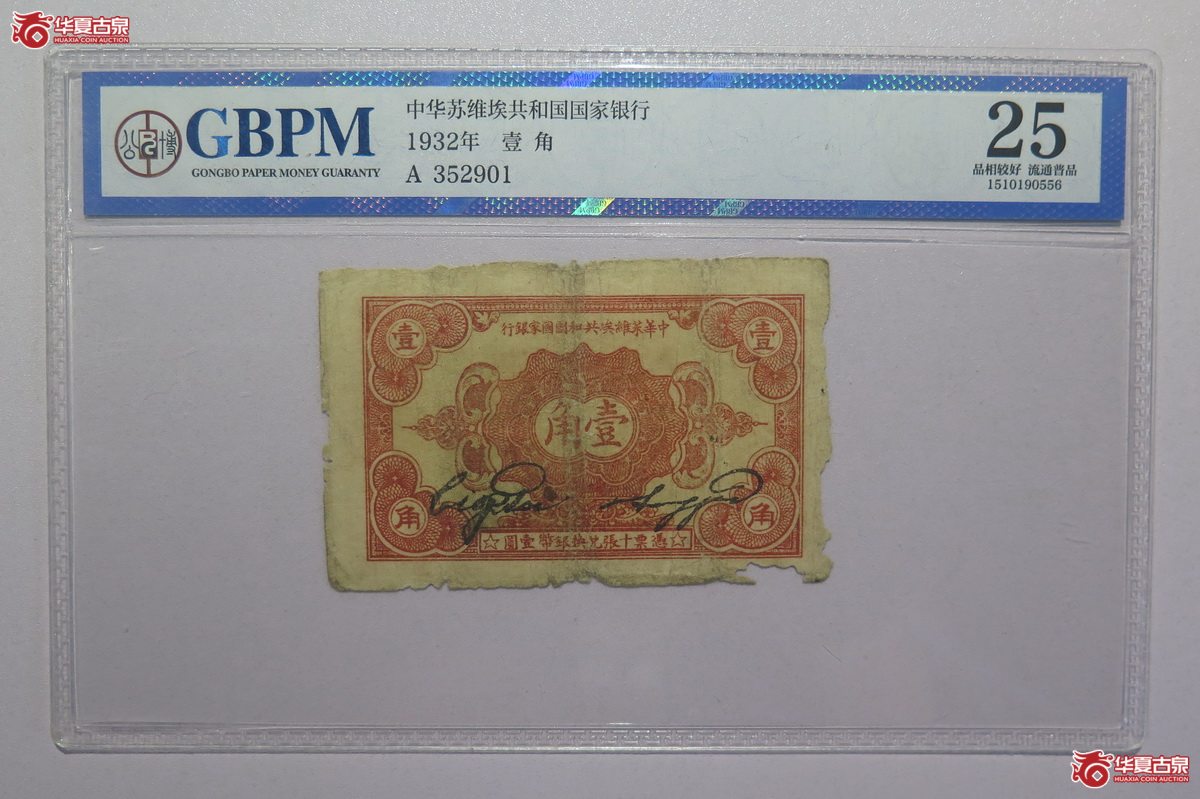 华夏古泉
HUAXIA COIN AUCTION
公 博
GBPM
GONGBO PAPER MONEY GUARANTY
中华苏维埃共和国国家银行
1932年 壹 角
A 352901
25
品相较好 流通普品
1510190556
行銀家國國和共埃維蘇華中
壹
壹
角壹
角
角
☆圓壹幣銀換兌張十票憑☆
华夏古泉
HUAXIA COIN AUCTION